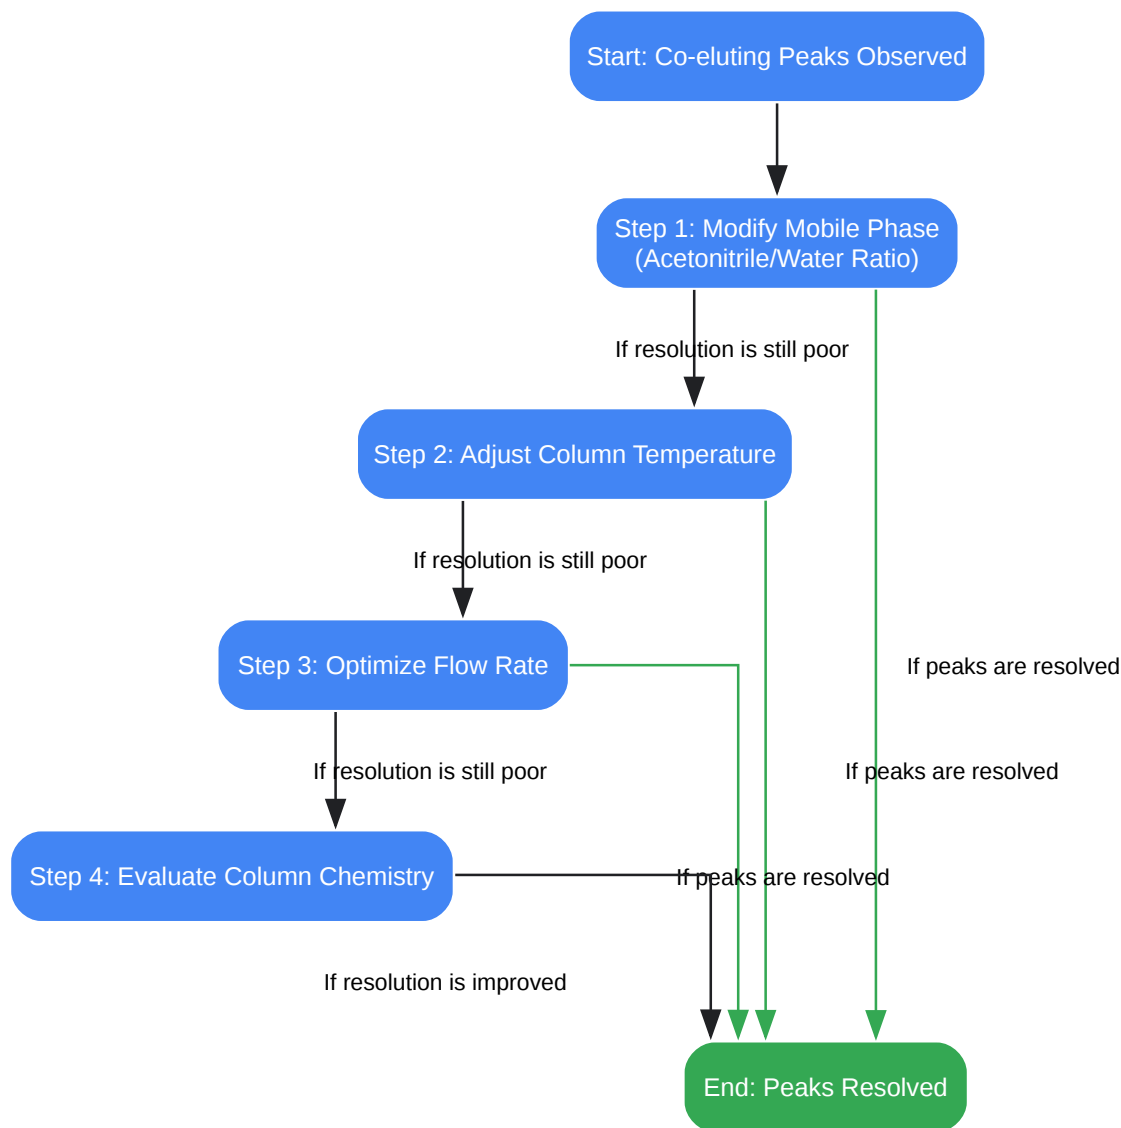 Start: Co-eluting Peaks Observed
Step 1: Modify Mobile Phase
(Acetonitrile/Water Ratio)
If resolution is still poor
Step 2: Adjust Column Temperature
If resolution is still poor
Step 3: Optimize Flow Rate
If peaks are resolved
If resolution is still poor
If peaks are resolved
Step 4: Evaluate Column Chemistry
If peaks are resolved
If resolution is improved
End: Peaks Resolved